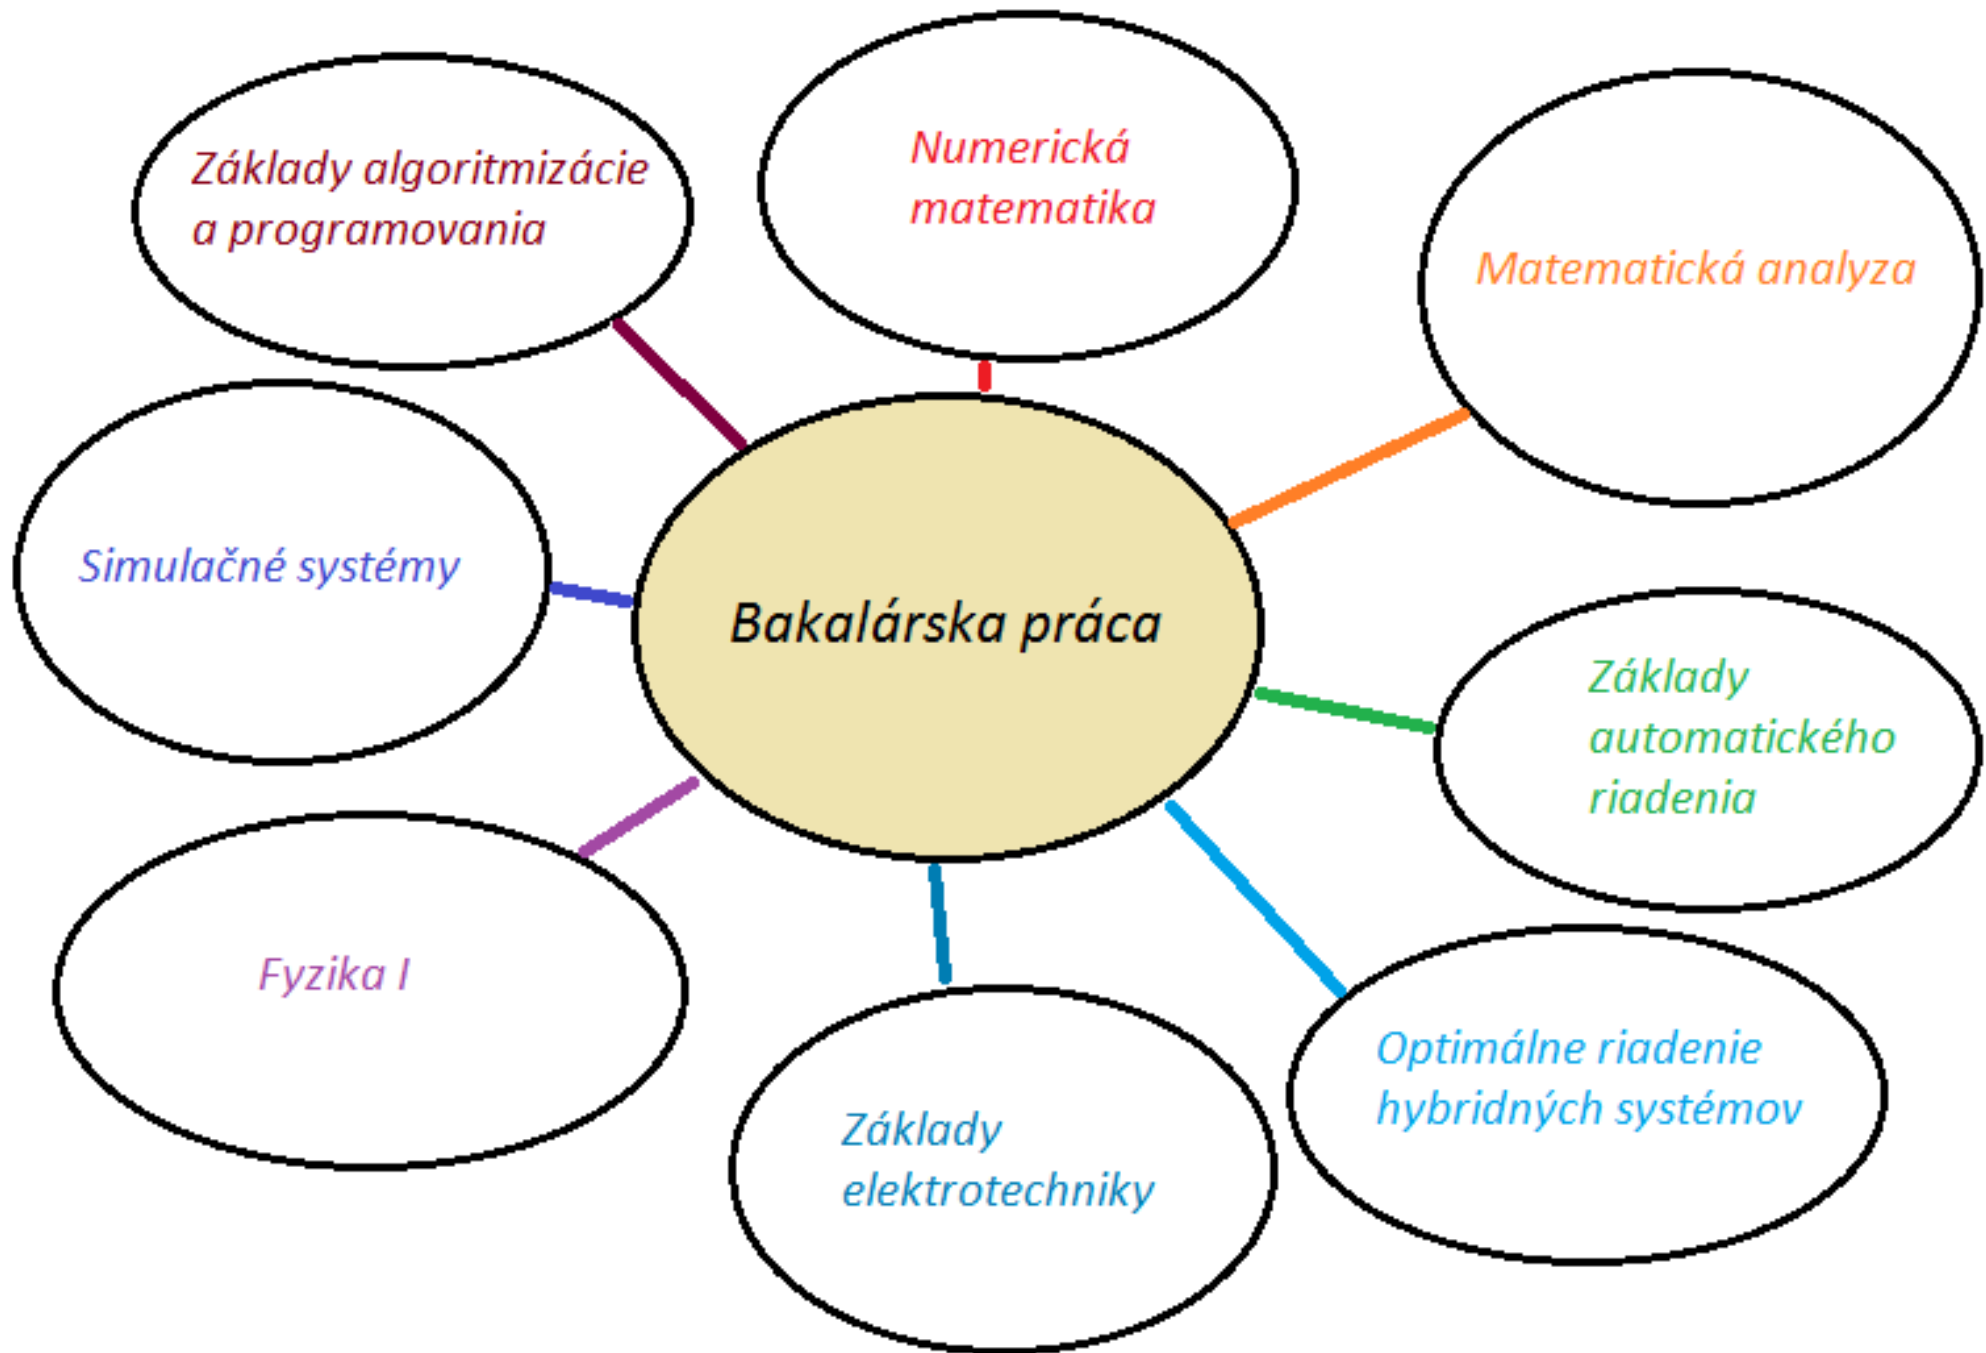 Základy algoritmizácie
a programovania
Numerická
matematika
Matematická analyza
Simulačné systémy
Bakalárska práca
Základy
automatického
riadenia
Fyzika I
Optimálne riadenie
hybridných systémov
Základy
elektrotechniky